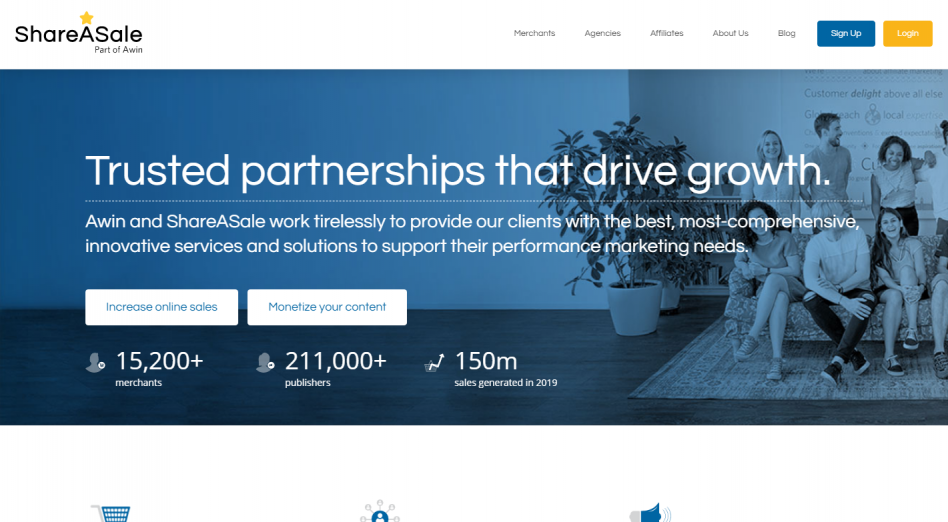 ShareASale
Part of Awin
Merchants
Agencies
Affiliates
About Us
Blog
Sign Up
Login
about affiliate marketing
Customer delight above all else
local
Trusted partnerships that drive growth.
Awin and ShareASale work tirelessly to provide our clients with the best, most-comprehensive,
innovative services and solutions to support their performance marketing needs.
Increase online sales
Monetize your content
15,200+
merchants
211,000+
publishers
150m
sales generated in 2019